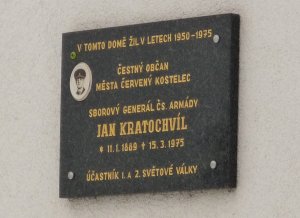 V TOMTO DOMĚ ŽIL V LETECH 1950-1975
ČESTNÝ OBČAN
MĚSTA ČERVENÝ KOSTELEC
SBOROVÝ GENERÁL ČS. ARMÁDY
JAN KRATOCHVÍL
* 11. 1. 1889 † 15. 3. 1975
ÚČASTNÍK 1. A 2. SVĚTOVÉ VÁLKY